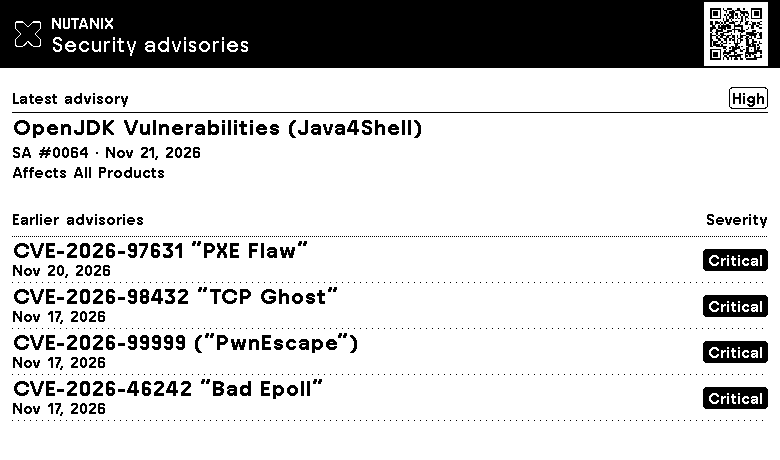 NUTANIX
Security advisories
Latest advisory
High
OpenJDK Vulnerabilities (Java4Shell)
SA #0064 · Nov 21, 2026
Affects All Products
Earlier advisories
Severity
CVE-2026-97631 "PXE Flaw"
Nov 20, 2026
Critical
CVE-2026-98432 "TCP Ghost"
Nov 17, 2026
Critical
CVE-2026-99999 ("PwnEscape")
Nov 17, 2026
Critical
CVE-2026-46242 "Bad Epoll"
Nov 17, 2026
Critical